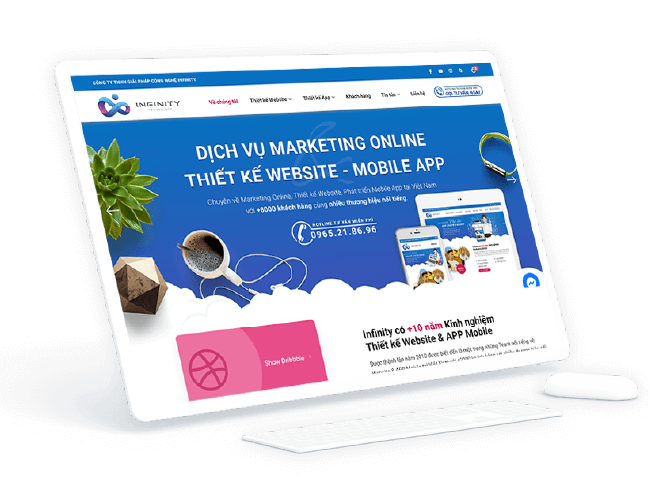 CÔNG TY TNHH GIẢI PHÁP CÔNG NGHỆ INFINITY
INFINITY
Về chúng tôi Thiết kế Website Thiết kế App Khách hàng Tin tức Liên hệ
DỊCH VỤ MARKETING ONLINE
THIẾT KẾ WEBSITE - MOBILE APP
Chuyên về Marketing Online, Thiết kế Website, Phát triển Mobile App tại Việt Nam
với +6000 khách hàng cùng nhiều thương hiệu nổi tiếng.
HOTLINE TƯ VẤN MIỄN PHÍ
0965.21.86.96
Infinity có +10 năm Kinh nghiệm
Thiết kế Website & APP Mobile
Show Dribbble